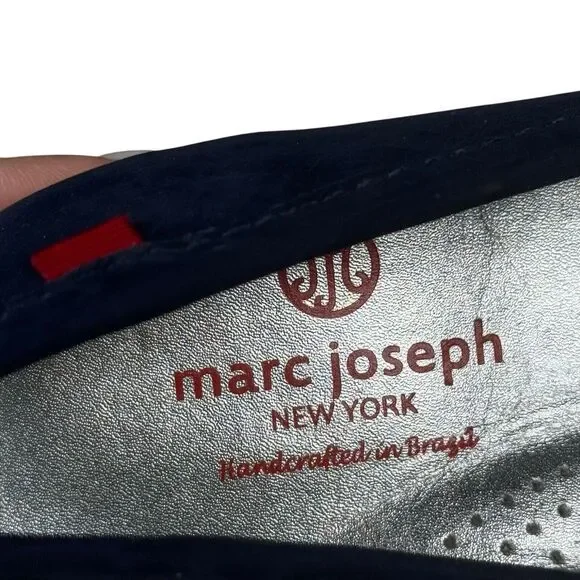 marc joseph
NEW YORK
Handcrafted in Brazil